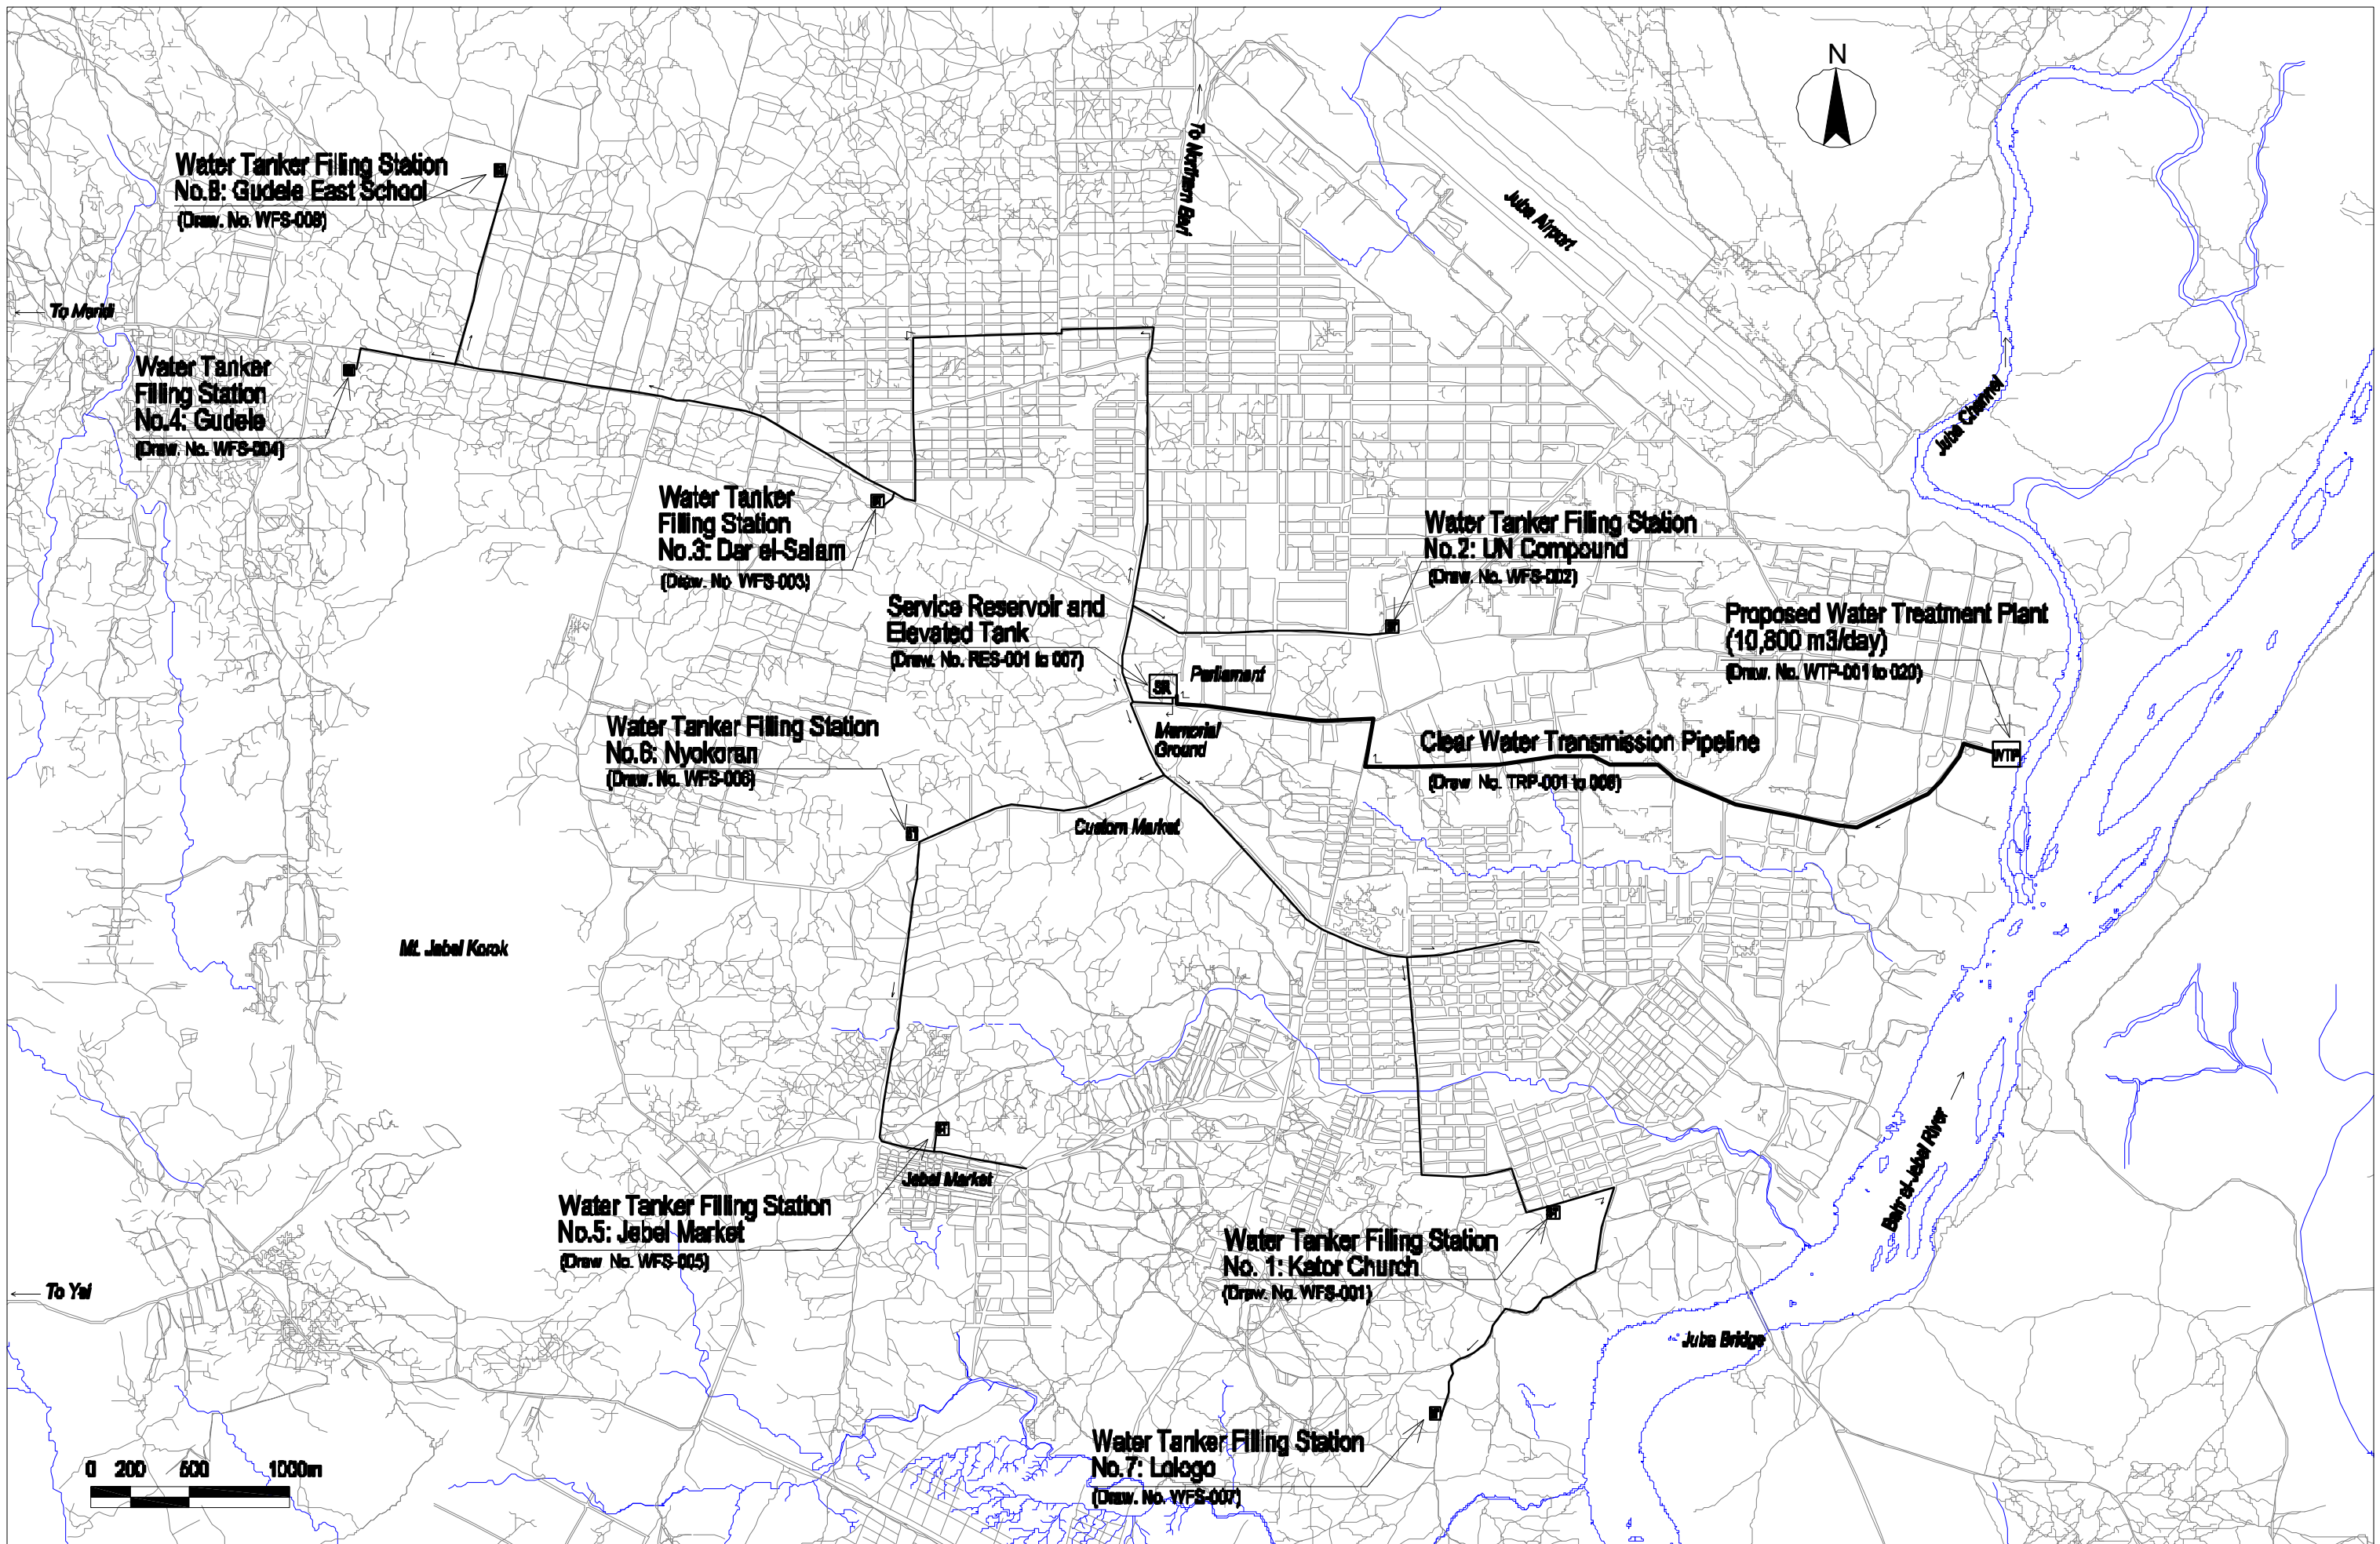 N
Water Tanker Filling Station
No.8: Gudele East School
(Draw. No. WFS-008)
To Northern Bari
Juba Airport
To Maridi
Water Tanker
Filling Station
No.4: Gudele
(Draw. No. WFS-004)
Juba Channel
Water Tanker
Filling Station
No.3: Dar el-Salam
(Draw. No WFS-003)
Water Tanker Filling Station
No.2: UN Compound
(Draw. No. WFS-002)
Service Reservoir and
Elevated Tank
(Draw. No. RES-001 to 007)
Proposed Water Treatment Plant
(10,800 m3/day)
(Draw. No. WTP-001 to 020)
SR
Parliament
Water Tanker Filling Station
No.6: Nyokoran
(Draw. No. WFS-006)
Memorial
Ground
Clear Water Transmission Pipeline
(Draw No. TRP-001 to 006)
WTP
Custom Market
Mt. Jebel Korok
Jebel Market
Bahr el-Jebel River
Water Tanker Filling Station
No.5: Jebel Market
(Draw No. WFS-005)
Water Tanker Filling Station
No. 1: Kator Church
(Draw. No. WFS-001)
To Yei
Juba Bridge
Water Tanker Filling Station
No.7: Lologo
(Draw. No. WFS-007)
0 200 500 1000m